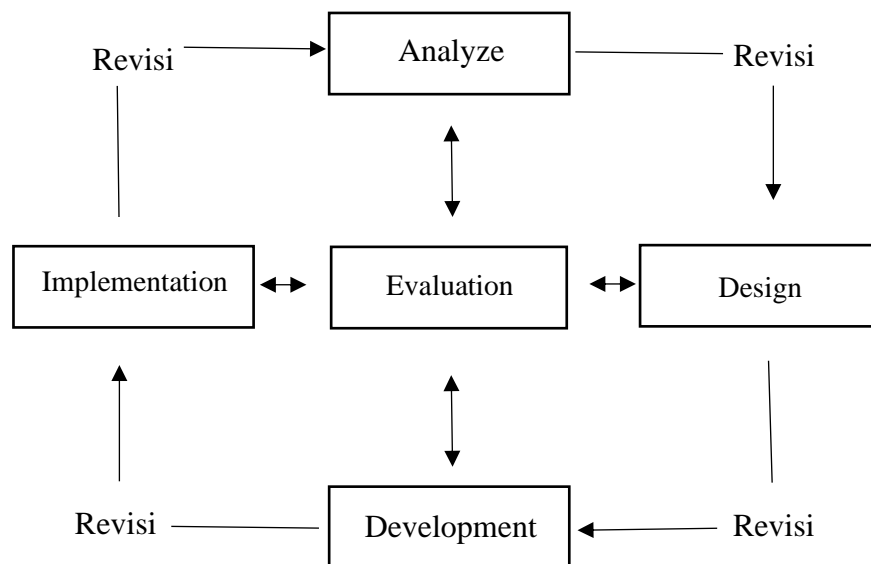 Analyze
Revisi
Revisi
Implementation
Evaluation
Design
Revisi
Development
Revisi